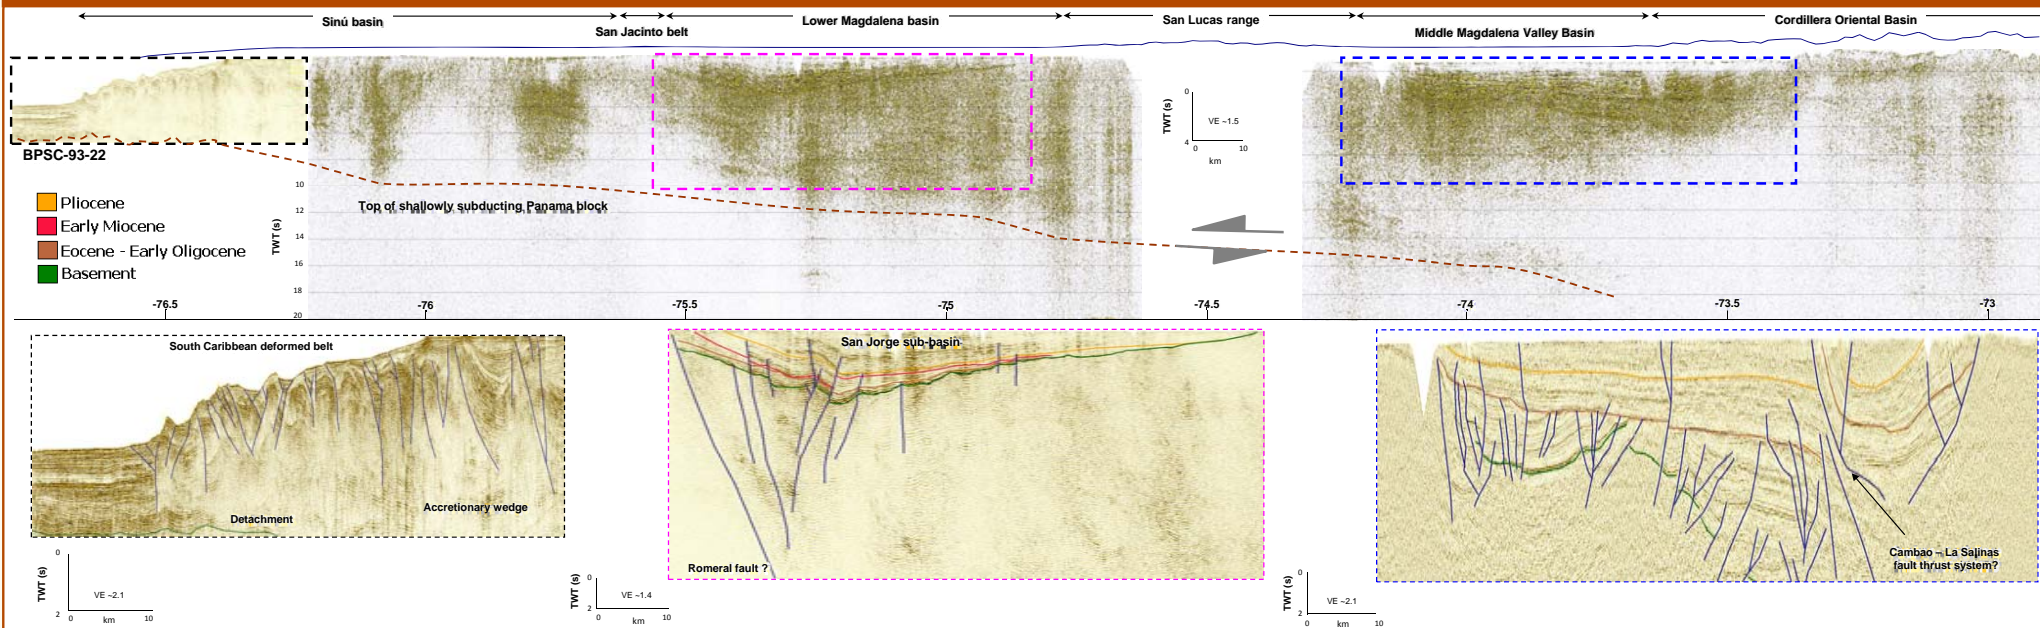 Sinú basin
San Jacinto belt
Lower Magdalena basin
San Lucas range
Middle Magdalena Valley Basin
Cordillera Oriental Basin
BPSC-93-22
Pliocene
Early Miocene
Eocene - Early Oligocene
Basement
TWT (s)
10
12
14
16
18
20
Top of shallowly subducting Panama block
TWT (s)
0
4
VE ~1.5
0 10
km
-76.5
-76
-75.5
-75
-74.5
-74
-73.5
-73
South Caribbean deformed belt
Detachment
Accretionary wedge
TWT (s)
0
2
VE ~2.1
0 10
km
San Jorge sub-basin
Romeral fault ?
TWT (s)
0
2
VE ~1.4
0 10
km
Cambao – La Salinas
fault thrust system?
TWT (s)
0
2
VE ~2.1
0 10
km